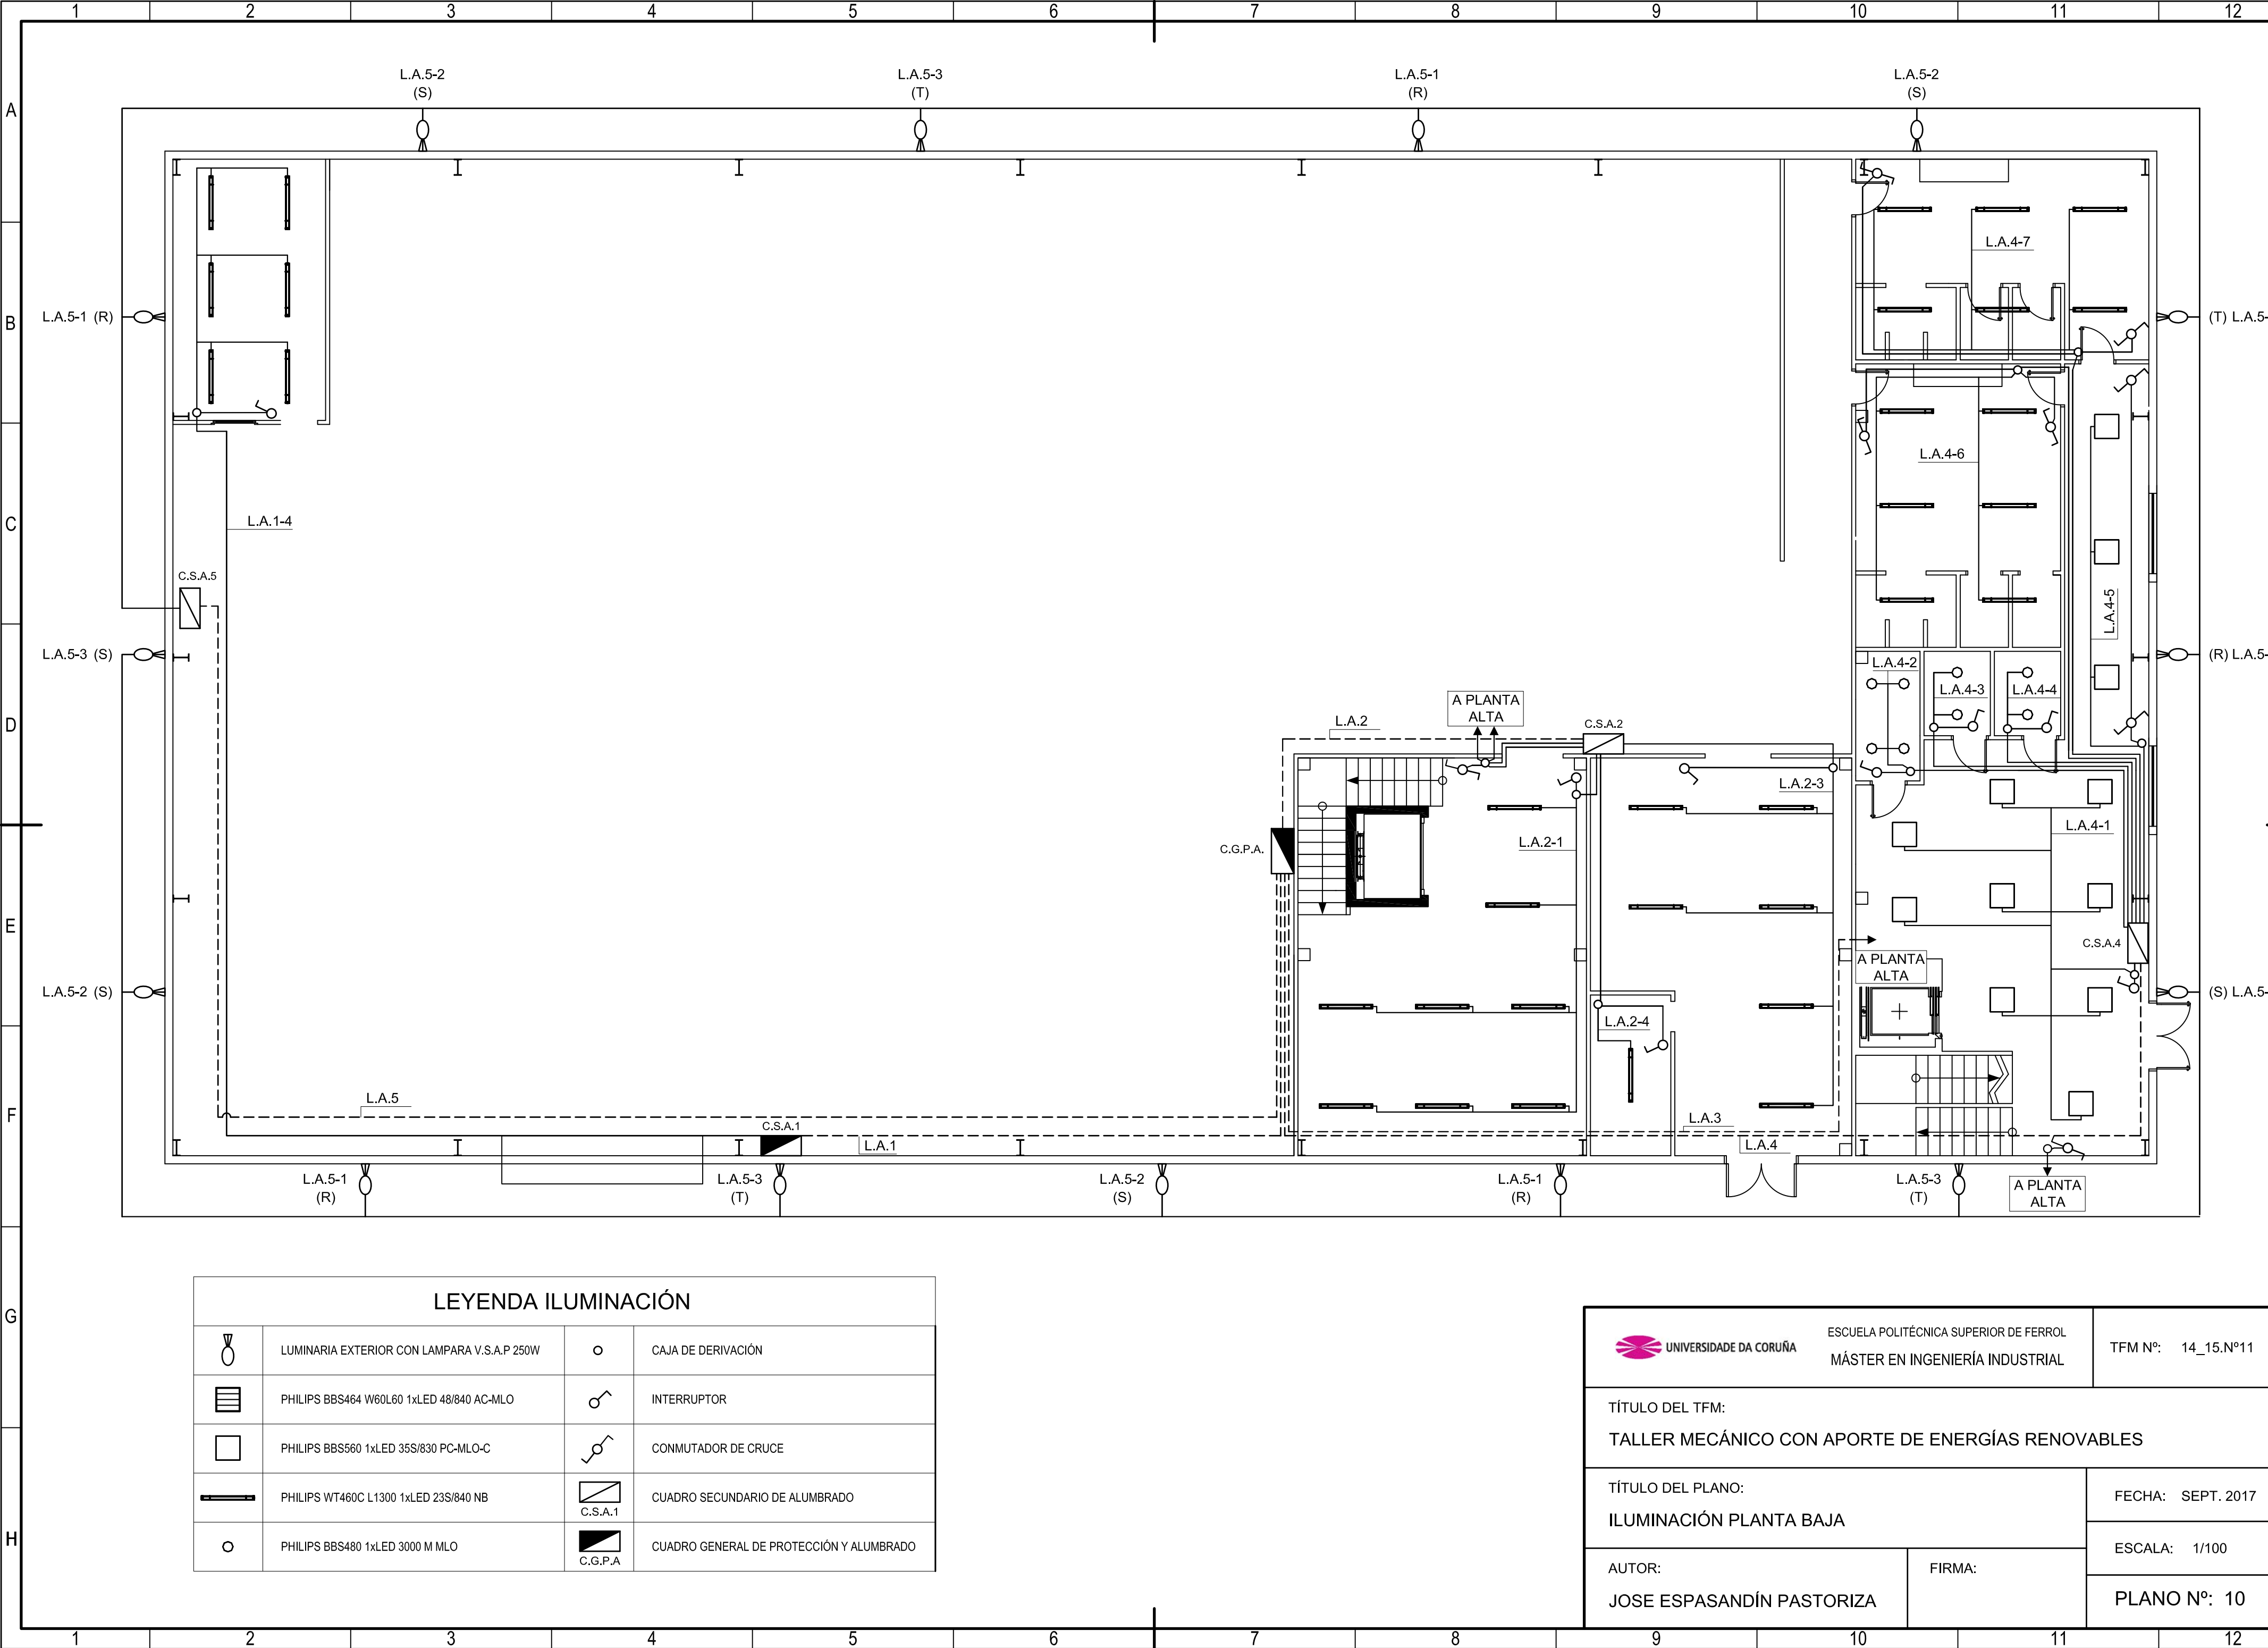 1 2 3 4 5 6 7 8 9 10 11 12
A
B
C
D
E
F
G
H
L.A.5-2
(S)
L.A.5-3
(T)
L.A.5-1
(R)
L.A.5-2
(S)
L.A.4-7
L.A.5-1 (R)
(T) L.A.5-
L.A.4-6
L.A.1-4
C.S.A.5
L.A.4-5
L.A.5-3 (S)
(R) L.A.5-
L.A.4-2
L.A.4-3
L.A.4-4
A PLANTA
ALTA
L.A.2
C.S.A.2
L.A.2-3
L.A.4-1
L.A.2-1
C.G.P.A.
C.S.A.4
A PLANTA
ALTA
L.A.5-2 (S)
(S) L.A.5-
L.A.2-4
L.A.5
L.A.3
C.S.A.1
L.A.1
L.A.4
L.A.5-1
(R)
L.A.5-3
(T)
L.A.5-2
(S)
L.A.5-1
(R)
L.A.5-3
(T)
A PLANTA
ALTA
LEYENDA ILUMINACIÓN
LUMINARIA EXTERIOR CON LAMPARA V.S.A.P 250W
CAJA DE DERIVACIÓN
PHILIPS BBS464 W60L60 1xLED 48/840 AC-MLO
INTERRUPTOR
PHILIPS BBS560 1xLED 35S/830 PC-MLO-C
CONMUTADOR DE CRUCE
PHILIPS WT460C L1300 1xLED 23S/840 NB
C.S.A.1
CUADRO SECUNDARIO DE ALUMBRADO
PHILIPS BBS480 1xLED 3000 M MLO
C.G.P.A
CUADRO GENERAL DE PROTECCIÓN Y ALUMBRADO
UNIVERSIDADE DA CORUÑA
ESCUELA POLITÉCNICA SUPERIOR DE FERROL
MÁSTER EN INGENIERÍA INDUSTRIAL
TFM Nº: 14_15.Nº11
TÍTULO DEL TFM:
TALLER MECÁNICO CON APORTE DE ENERGÍAS RENOVABLES
TÍTULO DEL PLANO:
ILUMINACIÓN PLANTA BAJA
FECHA: SEPT. 2017
ESCALA: 1/100
AUTOR:
JOSE ESPASANDÍN PASTORIZA
FIRMA:
PLANO Nº: 10
1 2 3 4 5 6 7 8 9 10 11 12